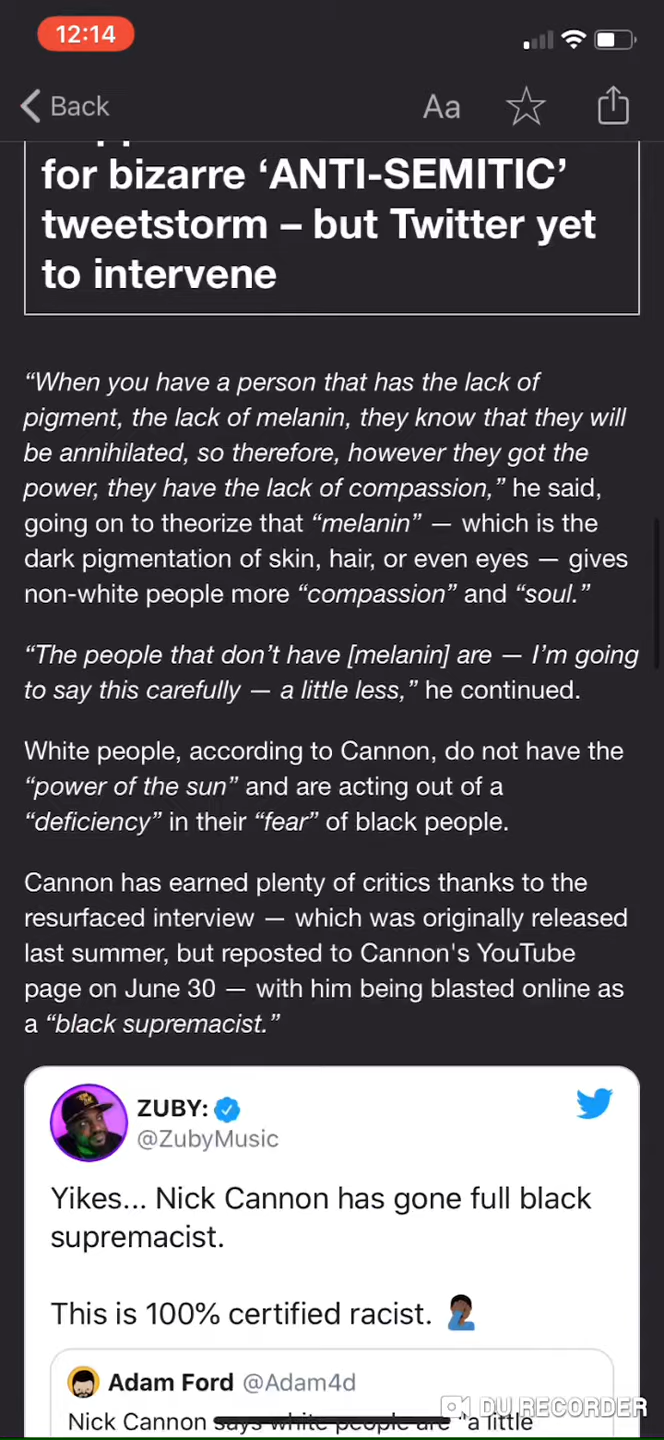 12:14
Back
Aa
for bizarre ‘ANTI-SEMITIC’
tweetstorm – but Twitter yet
to intervene
“When you have a person that has the lack of
pigment, the lack of melanin, they know that they will
be annihilated, so therefore, however they got the
power, they have the lack of compassion,” he said,
going on to theorize that “melanin” — which is the
dark pigmentation of skin, hair, or even eyes — gives
non-white people more “compassion” and “soul.”
“The people that don’t have [melanin] are — I’m going
to say this carefully — a little less,” he continued.
White people, according to Cannon, do not have the
“power of the sun” and are acting out of a
“deficiency” in their “fear” of black people.
Cannon has earned plenty of critics thanks to the
resurfaced interview — which was originally released
last summer, but reposted to Cannon's YouTube
page on June 30 — with him being blasted online as
a “black supremacist.”
ZUBY:
@ZubyMusic
Yikes... Nick Cannon has gone full black
supremacist.
This is 100% certified racist.
Adam Ford @Adam4d
DU RECORDER
Nick Cannon says white people are "a little